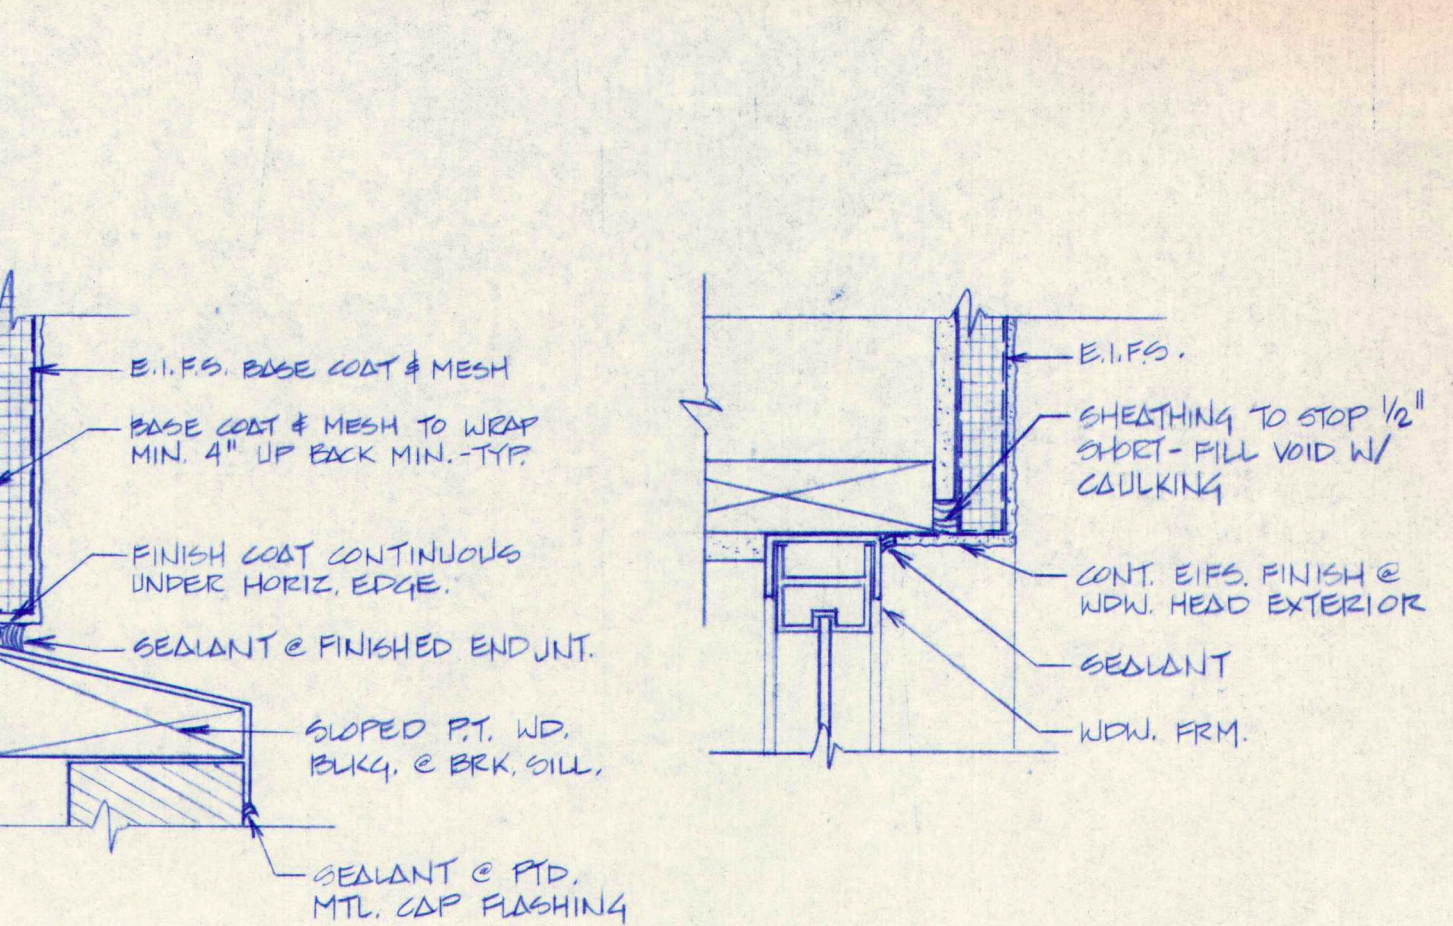 E.I.F.S. BASE COAT & MESH
BASE COAT & MESH TO WRAP
MIN. 4" UP BACK MIN.-TYP.
FINISH COAT CONTINUOUS
UNDER HORIZ. EDGE.
SEALANT @ FINISHED END JNT.
SLOPED P.T. WD.
BLKG. @ BRK. SILL.
SEALANT @ PTD.
MTL. CAP FLASHING
E.I.F.S.
SHEATHING TO STOP 1/2"
SHORT - FILL VOID W/
CAULKING
CONT. EIFS. FINISH @
WDW. HEAD EXTERIOR
SEALANT
WDW. FRM.